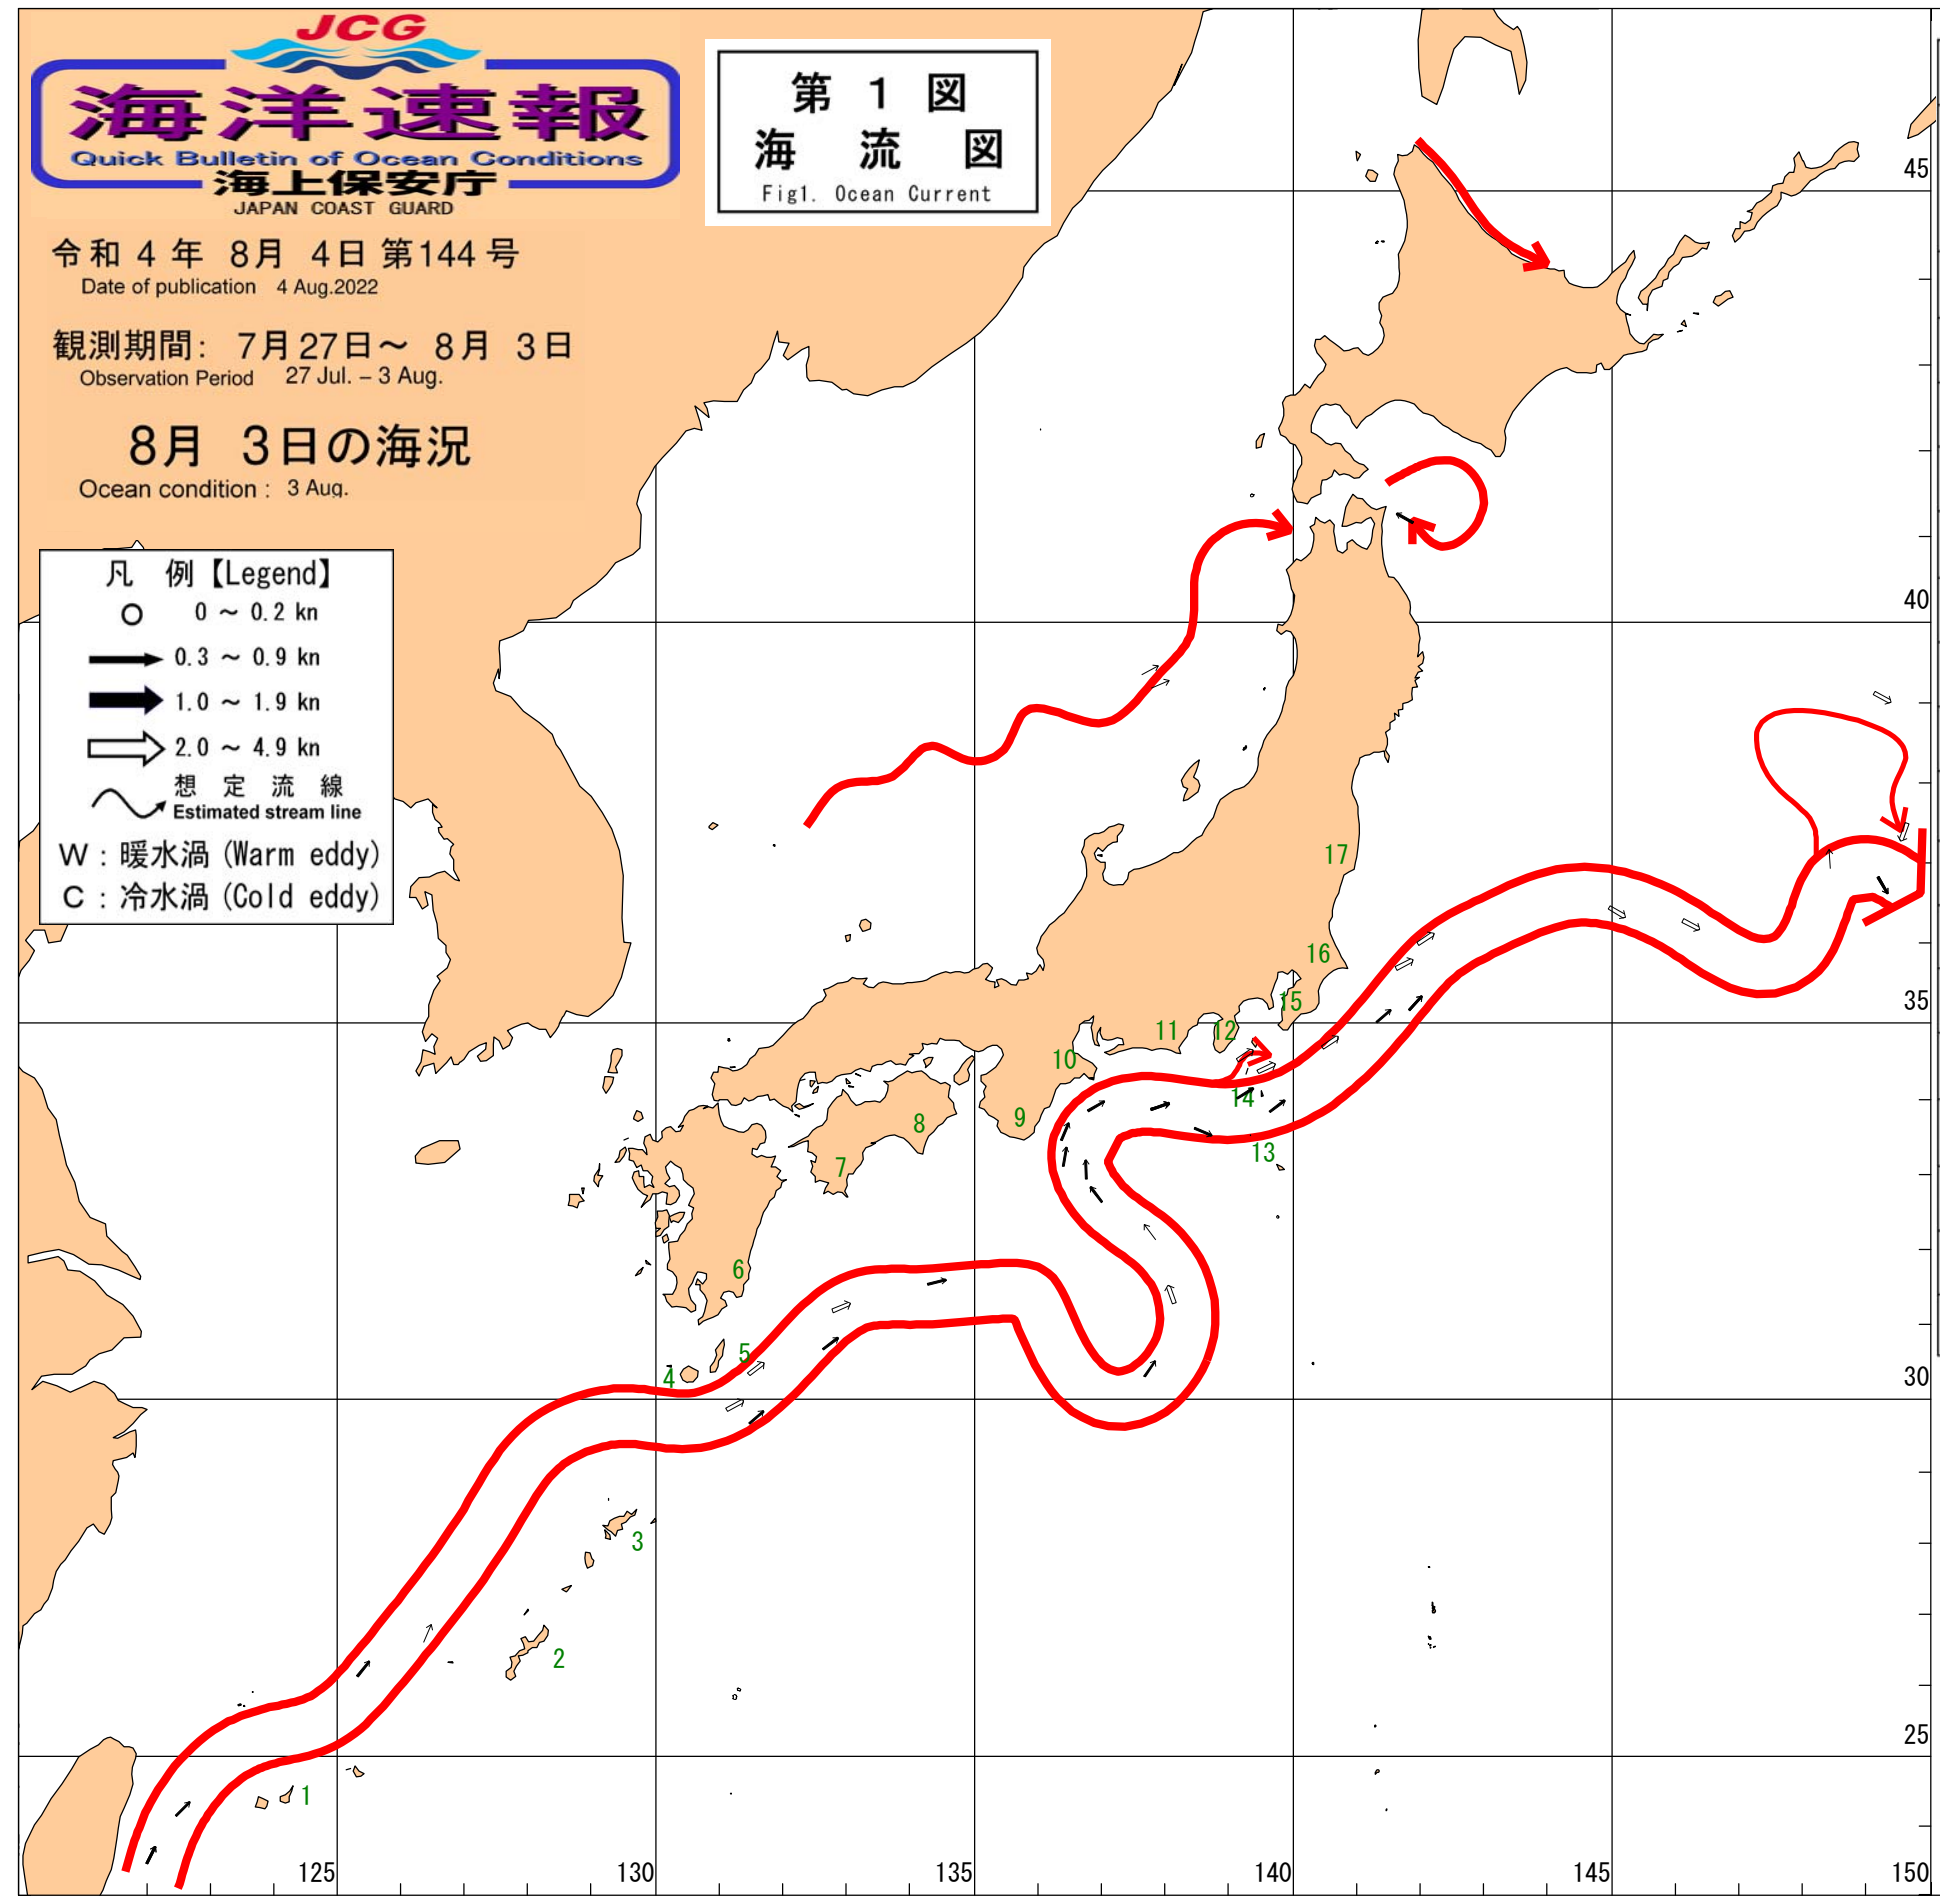 JCG
海洋速報
Quick Bulletin of Ocean Conditions
海上保安庁
JAPAN COAST GUARD
第 1 図
海 流 図
Fig1. Ocean Current
令和 4 年 8月 4日 第144 号
Date of publication 4 Aug.2022
観測期間: 7月27日～ 8月 3日
Observation Period 27 Jul. – 3 Aug.
8月 3日の海況
Ocean condition : 3 Aug.
凡 例【Legend】
0 ～ 0.2 kn
0.3 ～ 0.9 kn
1.0 ～ 1.9 kn
2.0 ～ 4.9 kn
想 定 流 線
Estimated stream line
W : 暖水渦 (Warm eddy)
C : 冷水渦 (Cold eddy)
45
40
35
30
25
17
16
15
12
11
10
14
9
8
13
7
6
5
4
3
2
1
125
130
135
140
145
150